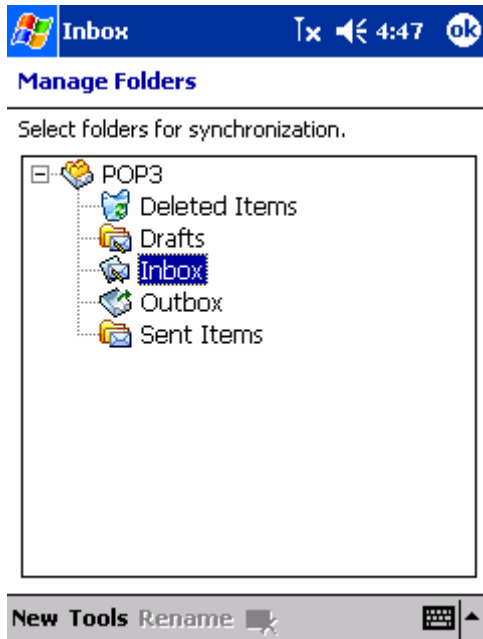 Inbox 4:47 ok
Manage Folders
Select folders for synchronization.
POP3
Deleted Items
Drafts
Inbox
Outbox
Sent Items
New Tools Rename